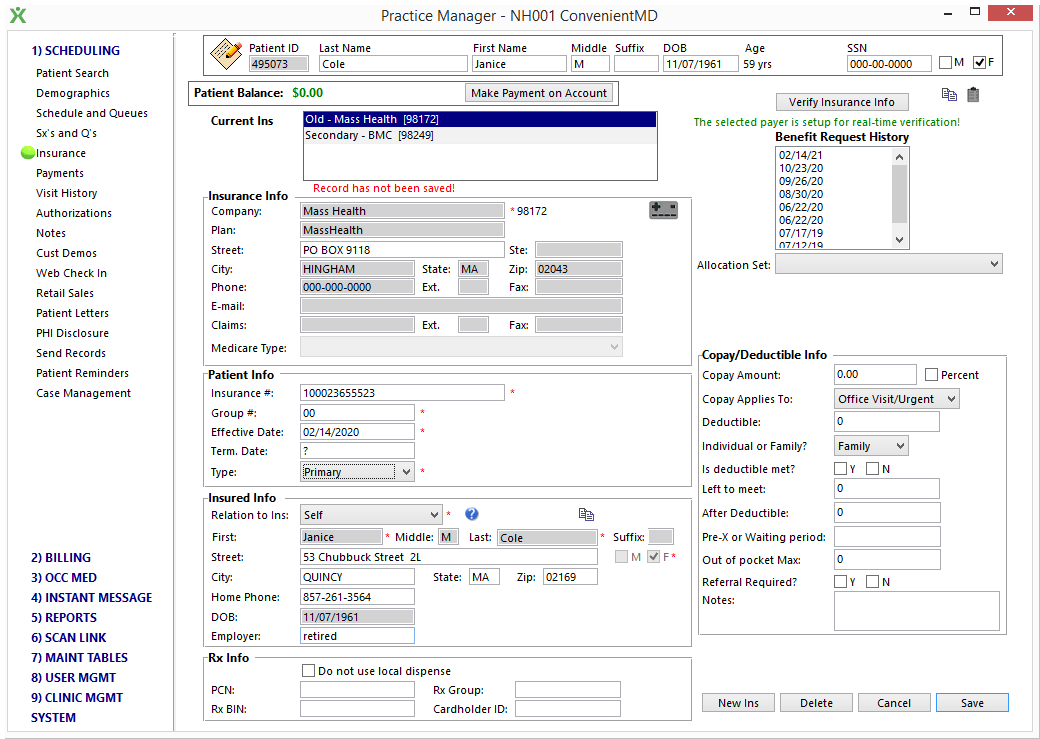 Practice Manager - NH001 ConvenientMD
1) SCHEDULING
Patient Search
Demographics
Schedule and Queues
Sx's and Q's
Insurance
Payments
Visit History
Authorizations
Notes
Cust Demos
Web Check In
Retail Sales
Patient Letters
PHI Disclosure
Send Records
Patient Reminders
Case Management
2) BILLING
3) OCC MED
4) INSTANT MESSAGE
5) REPORTS
6) SCAN LINK
7) MAINT TABLES
8) USER MGMT
9) CLINIC MGMT
SYSTEM
Patient ID Last Name First Name Middle Suffix DOB Age SSN
495073 Cole Janice M 11/07/1961 59 yrs 000-00-0000 M F
Patient Balance: $0.00 Make Payment on Account
Current Ins
Old - Mass Health [98172]
Secondary - BMC [98249]
Record has not been saved!
Insurance Info
Company: Mass Health * 98172
Plan: MassHealth
Street: PO BOX 9118 Ste:
City: HINGHAM State: MA Zip: 02043
Phone: 000-000-0000 Ext. Fax:
E-mail:
Claims: Ext. Fax:
Medicare Type:
Patient Info
Insurance #: 100023655523 *
Group #: 00 *
Effective Date: 02/14/2020 *
Term. Date: ?
Type: Primary *
Insured Info
Relation to Ins: Self * ?
First: Janice * Middle: M Last: Cole * Suffix:
Street: 53 Chubbuck Street 2L M F *
City: QUINCY State: MA Zip: 02169
Home Phone: 857-261-3564
DOB: 11/07/1961
Employer: retired
Rx Info
Do not use local dispense
PCN: Rx Group:
Rx BIN: Cardholder ID:
Verify Insurance Info
The selected payer is setup for real-time verification!
Benefit Request History
02/14/21
10/23/20
09/26/20
08/30/20
06/22/20
06/22/20
07/17/19
07/12/19
Allocation Set:
Copay/Deductible Info
Copay Amount: 0.00 Percent
Copay Applies To: Office Visit/Urgent
Deductible: 0
Individual or Family? Family
Is deductible met? Y N
Left to meet: 0
After Deductible: 0
Pre-X or Waiting period:
Out of pocket Max: 0
Referral Required? Y N
Notes:
New Ins Delete Cancel Save